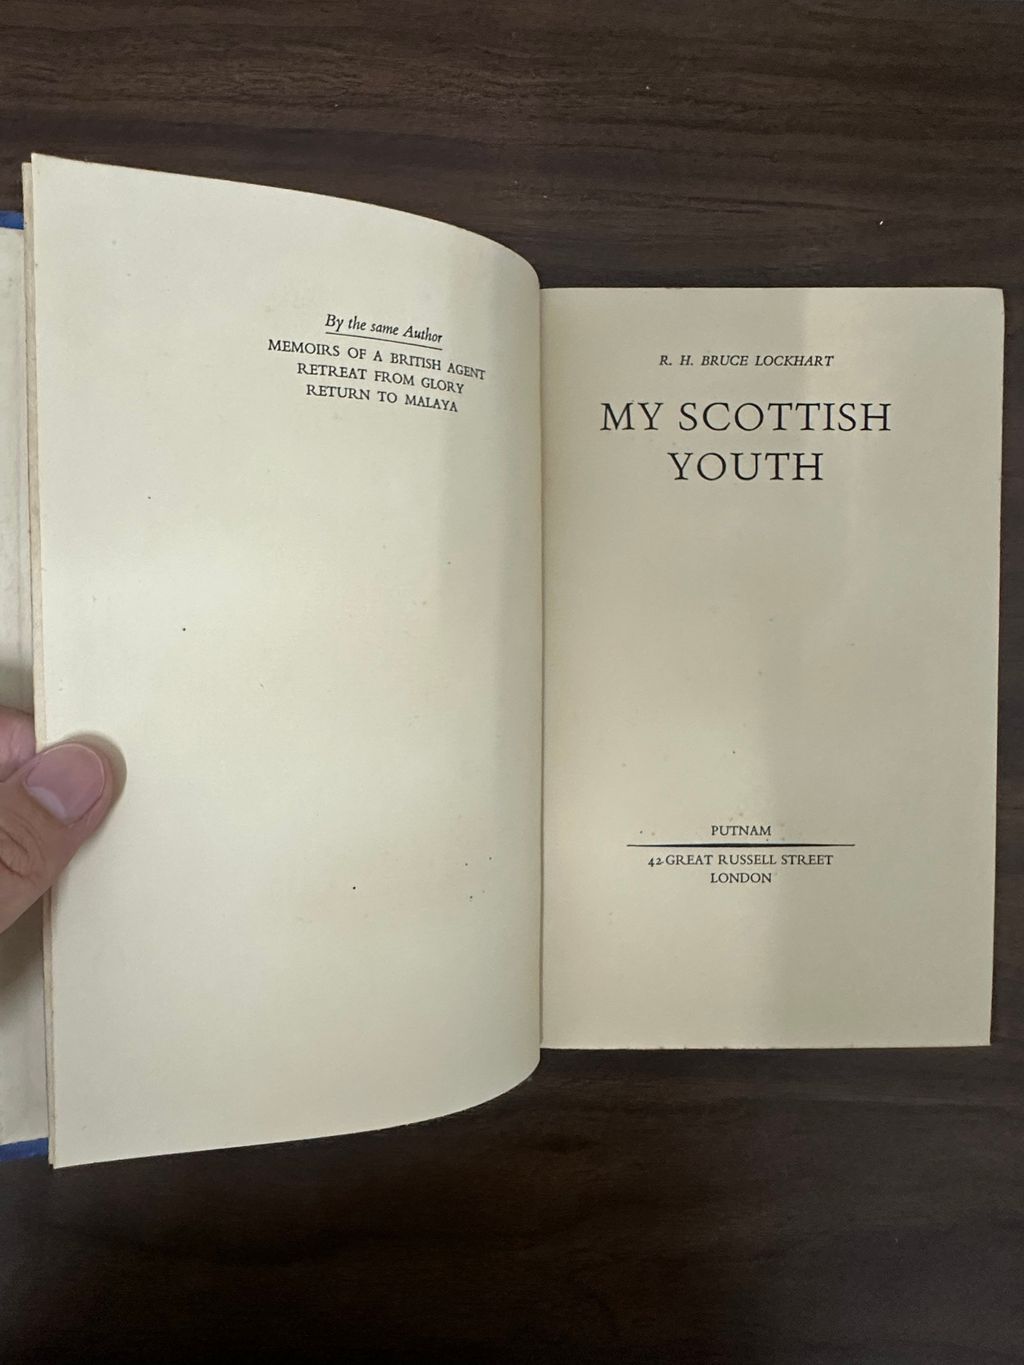 By the same Author
MEMOIRS OF A BRITISH AGENT
RETREAT FROM GLORY
RETURN TO MALAYA
R. H. BRUCE LOCKHART
MY SCOTTISH
YOUTH
PUTNAM
42 GREAT RUSSELL STREET
LONDON